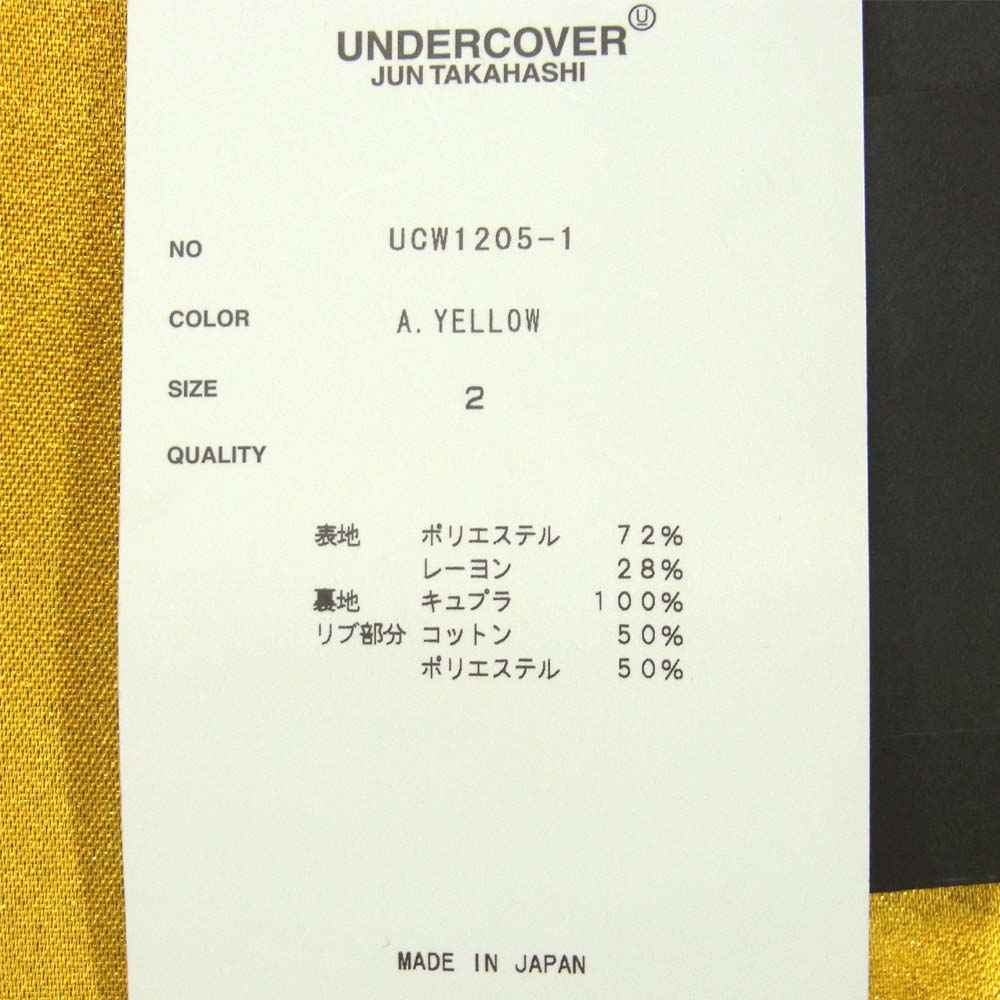 UNDERCOVER Ⓤ
JUN TAKAHASHI
NO UCW1205-1
COLOR A. YELLOW
SIZE 2
QUALITY
表地 ポリエステル 72%
レーヨン 28%
裏地 キュプラ 100%
リブ部分 コットン 50%
ポリエステル 50%
MADE IN JAPAN